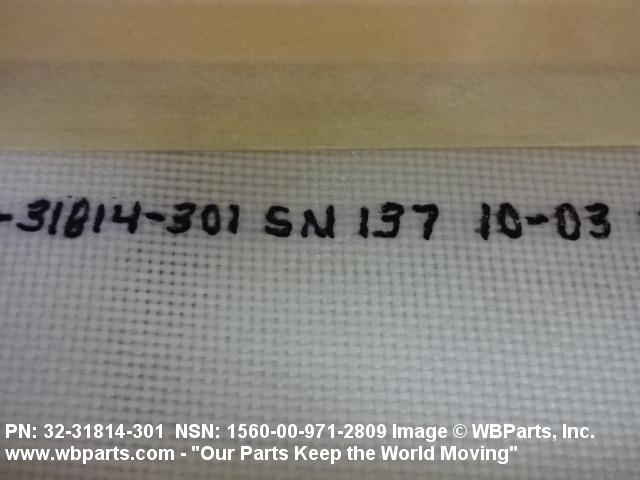 -31814-301 SN 137 10-03
PN: 32-31814-301 NSN: 1560-00-971-2809 Image © WBParts, Inc.
www.wbparts.com - "Our Parts Keep the World Moving"